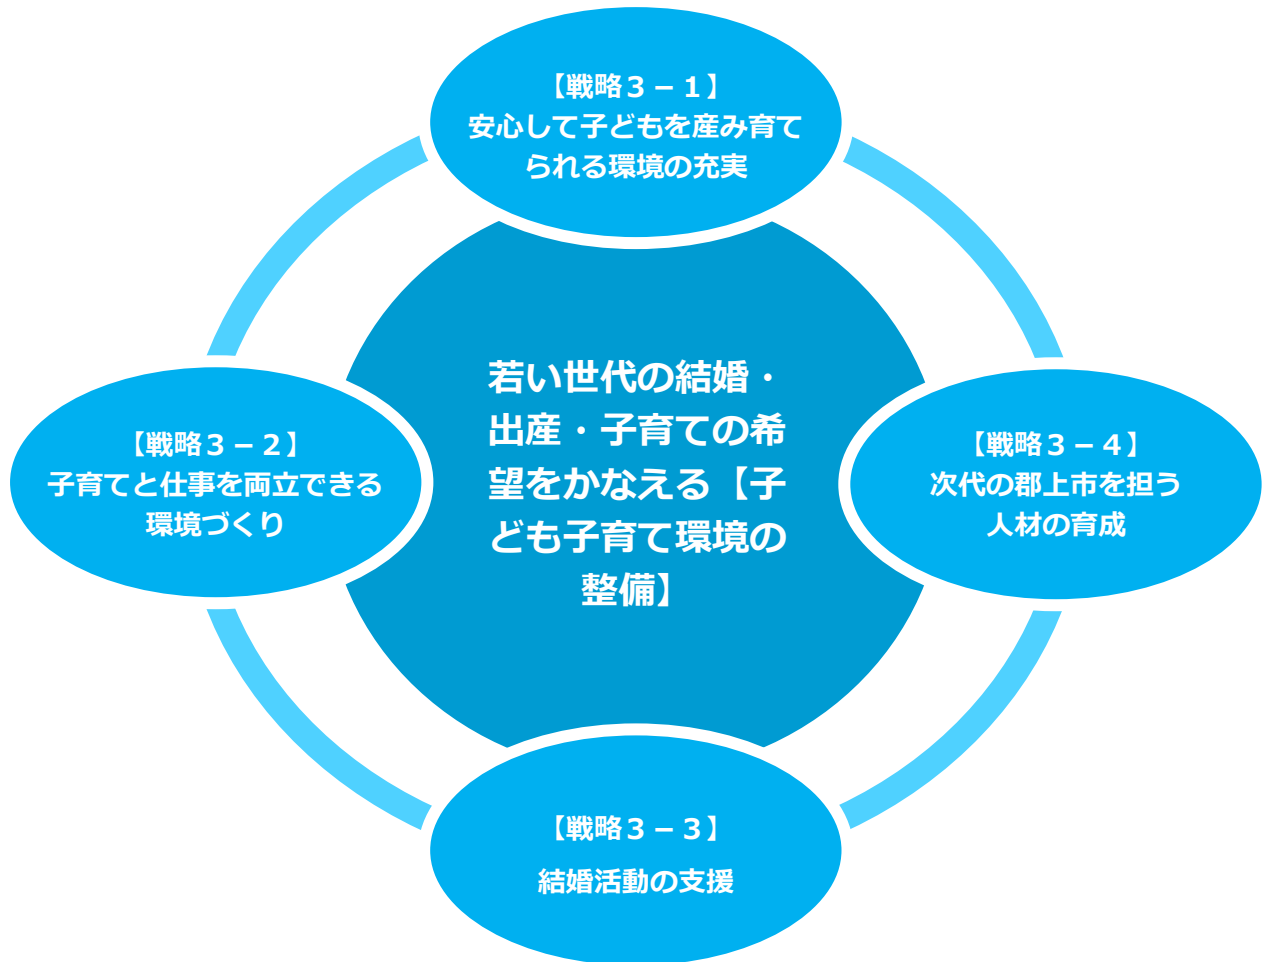 【戦略３－１】
安心して子どもを産み育て
られる環境の充実
若い世代の結婚・
出産・子育ての希
望をかなえる【子
ども子育て環境の
整備】
【戦略３－２】
子育てと仕事を両立できる
環境づくり
【戦略３－４】
次代の郡上市を担う
人材の育成
【戦略３－３】
結婚活動の支援